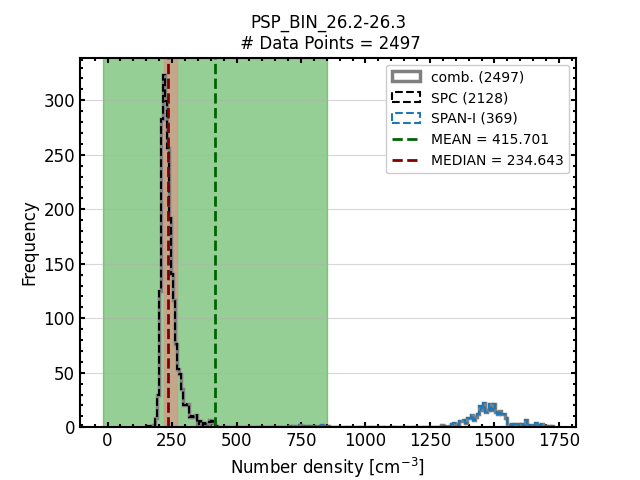 PSP_BIN_26.2-26.3
# Data Points = 2497
comb. (2497)
SPC (2128)
SPAN-I (369)
MEAN = 415.701
MEDIAN = 234.643
Frequency
300
250
200
150
100
50
0
0 250 500 750 1000 1250 1500 1750
Number density [cm⁻³]